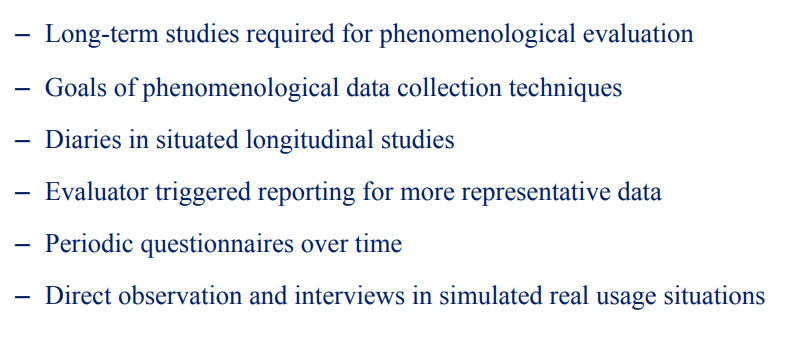 – Long-term studies required for phenomenological evaluation
– Goals of phenomenological data collection techniques
– Diaries in situated longitudinal studies
– Evaluator triggered reporting for more representative data
– Periodic questionnaires over time
– Direct observation and interviews in simulated real usage situations